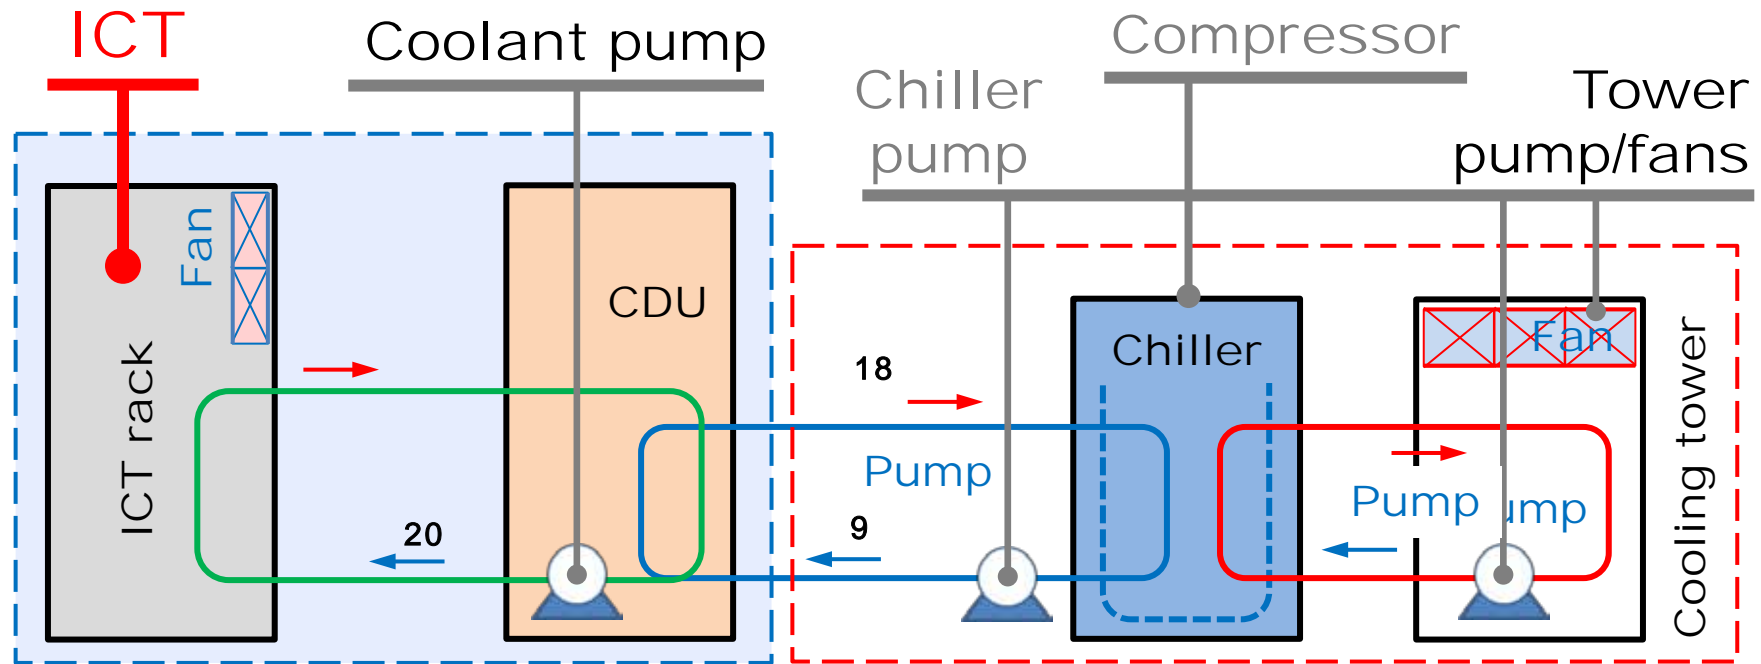 ICT
Coolant pump
Compressor
Chiller
pump
Tower
pump/fans
Fan
ICT rack
CDU
20
18
Pump
9
Chiller
Fan
Pump
ump
Cooling tower